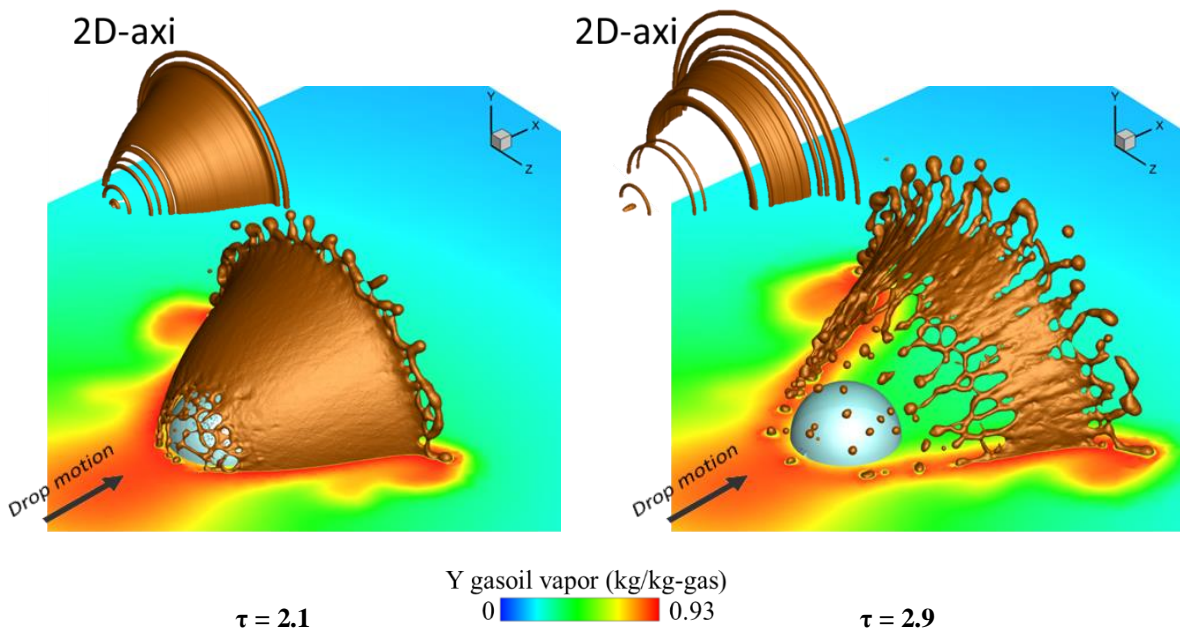 2D-axi
2D-axi
Y
X
Z
Y
X
Z
Drop motion
Drop motion
Y gasoil vapor (kg/kg-gas)
0 0.93
τ = 2.1
τ = 2.9